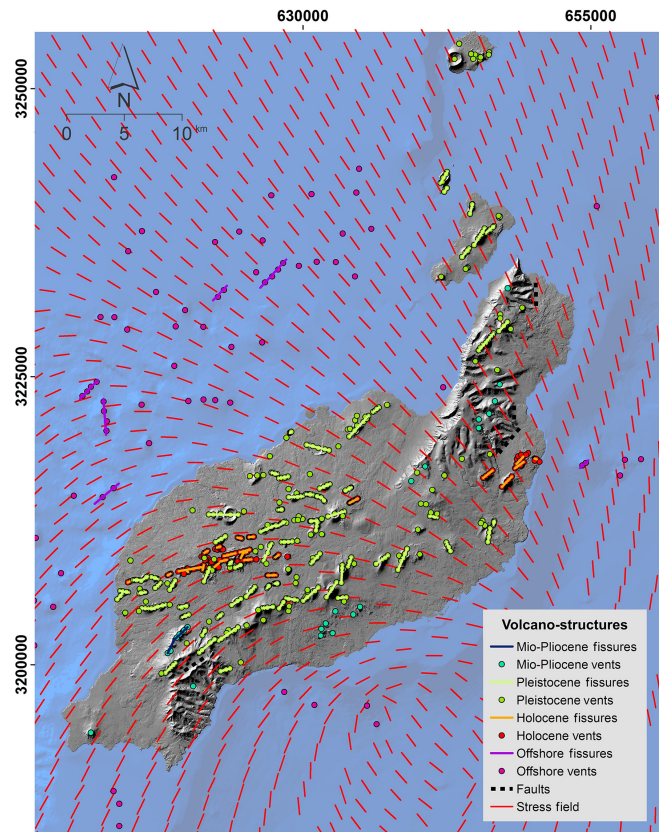 630000 655000
3250000
N
0 5 10 km
3225000
3200000
Volcano-structures
Mio-Pliocene fissures
Mio-Pliocene vents
Pleistocene fissures
Pleistocene vents
Holocene fissures
Holocene vents
Offshore fissures
Offshore vents
Faults
Stress field